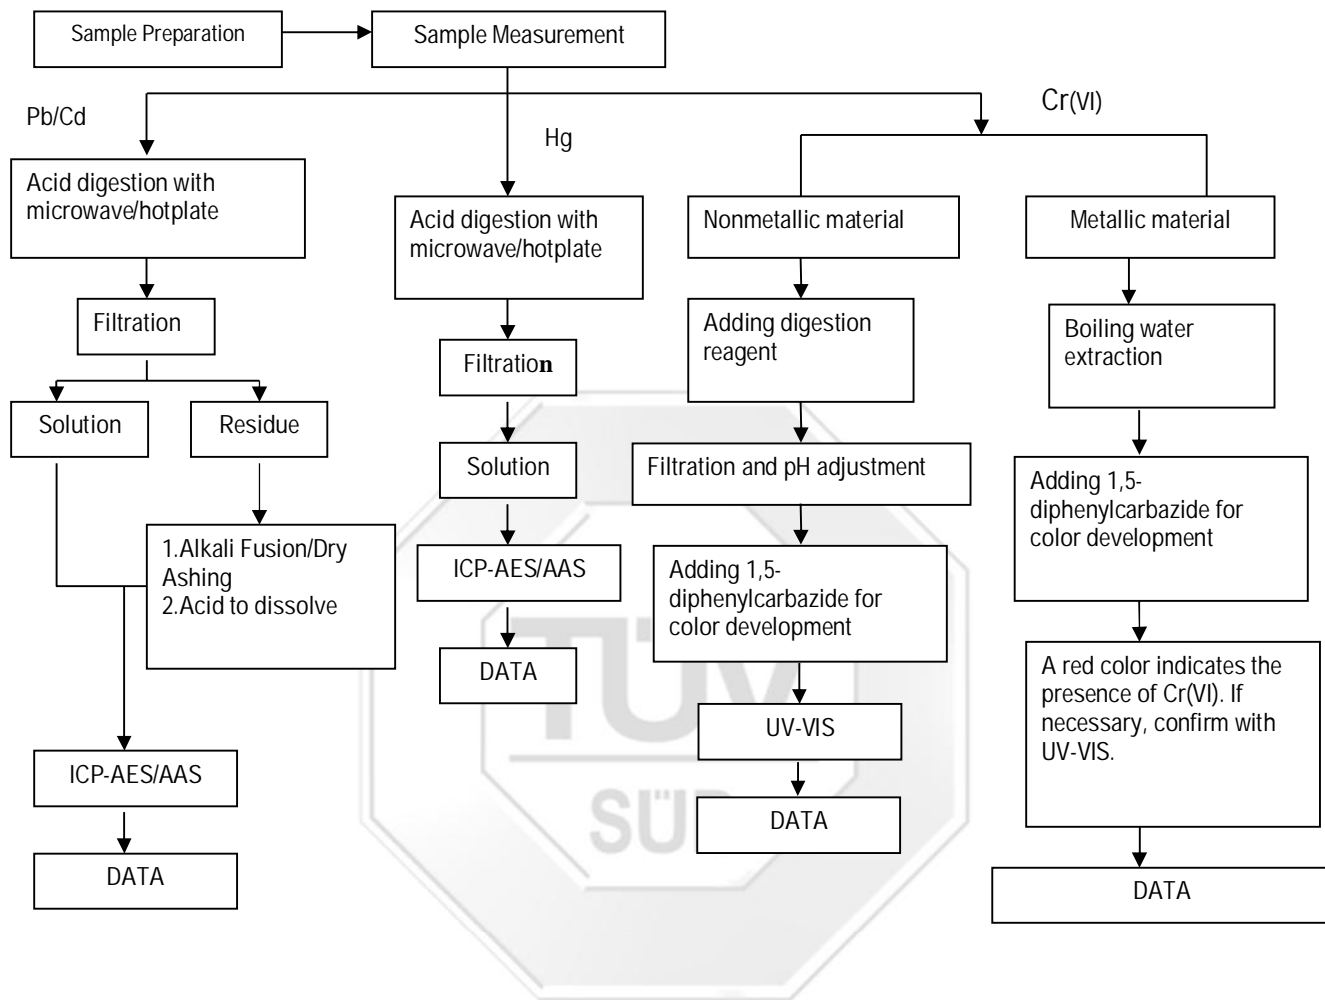 Sample Preparation
Sample Measurement
Pb/Cd
Hg
Cr(VI)
Acid digestion with
microwave/hotplate
Filtration
Solution
Residue
1.Alkali Fusion/Dry
Ashing
2.Acid to dissolve
ICP-AES/AAS
DATA
Acid digestion with
microwave/hotplate
Filtration
Solution
ICP-AES/AAS
DATA
Nonmetallic material
Adding digestion
reagent
Filtration and pH adjustment
Adding 1,5-
diphenylcarbazide for
color development
UV-VIS
DATA
Metallic material
Boiling water
extraction
Adding 1,5-
diphenylcarbazide for
color development
A red color indicates the
presence of Cr(VI). If
necessary, confirm with
UV-VIS.
DATA
TÜV
SÜD